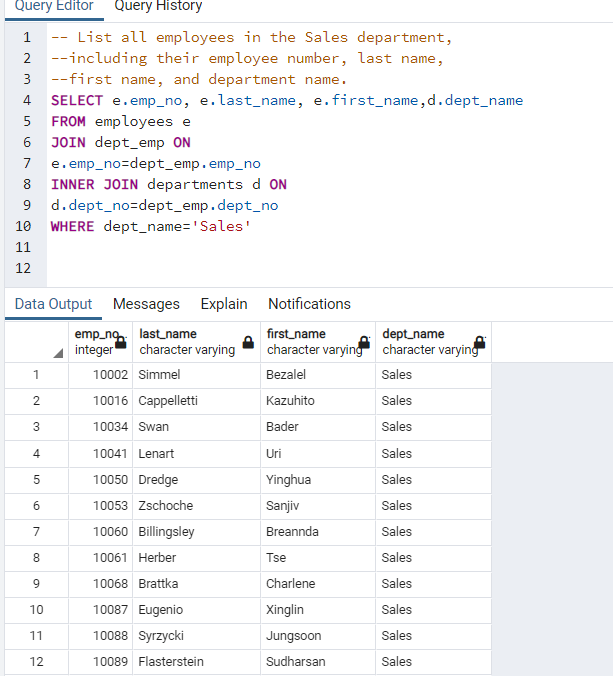 Query Editor Query History
1 -- List all employees in the Sales department,
2 --including their employee number, last name,
3 --first name, and department name.
4 SELECT e.emp_no, e.last_name, e.first_name,d.dept_name
5 FROM employees e
6 JOIN dept_emp ON
7 e.emp_no=dept_emp.emp_no
8 INNER JOIN departments d ON
9 d.dept_no=dept_emp.dept_no
10 WHERE dept_name='Sales'
11
12
Data Output Messages Explain Notifications
emp_no last_name first_name dept_name
integer character varying character varying character varying
1 10002 Simmel Bezalel Sales
2 10016 Cappelletti Kazuhito Sales
3 10034 Swan Bader Sales
4 10041 Lenart Uri Sales
5 10050 Dredge Yinghua Sales
6 10053 Zschoche Sanjiv Sales
7 10060 Billingsley Breannda Sales
8 10061 Herber Tse Sales
9 10068 Brattka Charlene Sales
10 10087 Eugenio Xinglin Sales
11 10088 Syrzycki Jungsoon Sales
12 10089 Flasterstein Sudharsan Sales